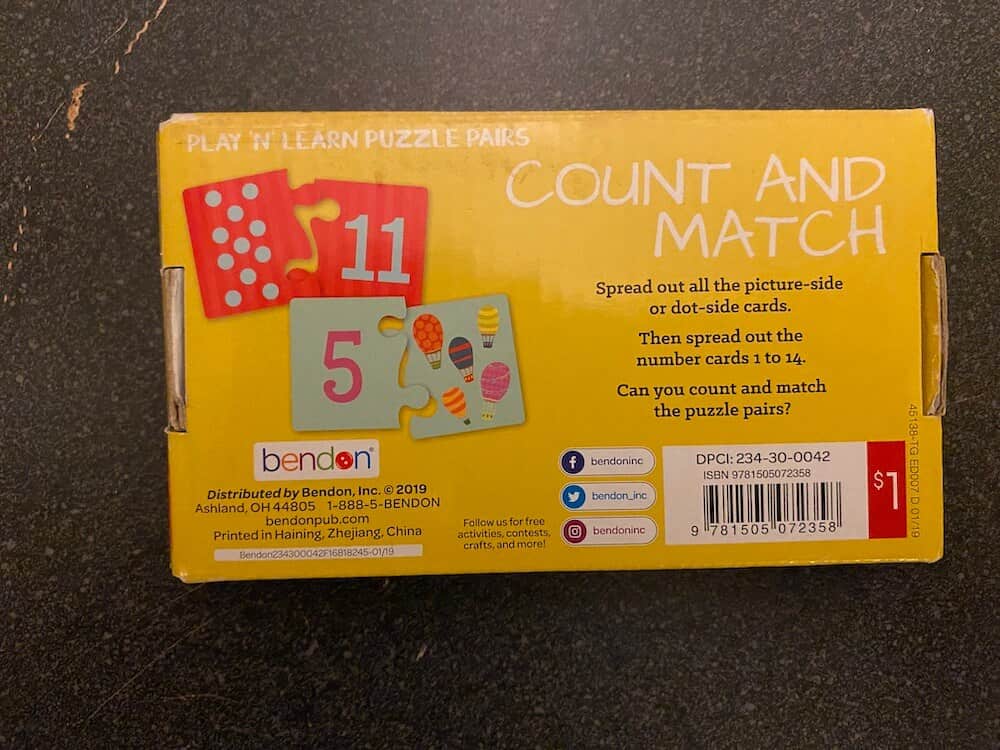 PLAY 'N' LEARN PUZZLE PAIRS
COUNT AND
MATCH
11
5
Spread out all the picture-side
or dot-side cards.
Then spread out the
number cards 1 to 14.
Can you count and match
the puzzle pairs?
bendon®
Distributed by Bendon, Inc. © 2019
Ashland, OH 44805 1-888-5-BENDON
bendonpub.com
Printed in Haining, Zhejiang, China
Bendon234300042F16B18245-01/19
Follow us for free
activities, contests,
crafts, and more!
bendoninc
bendon_inc
bendoninc
DPCI: 234-30-0042
ISBN 9781505072358
9 781505 072358
$1
45138-TG ED007 D 01/19